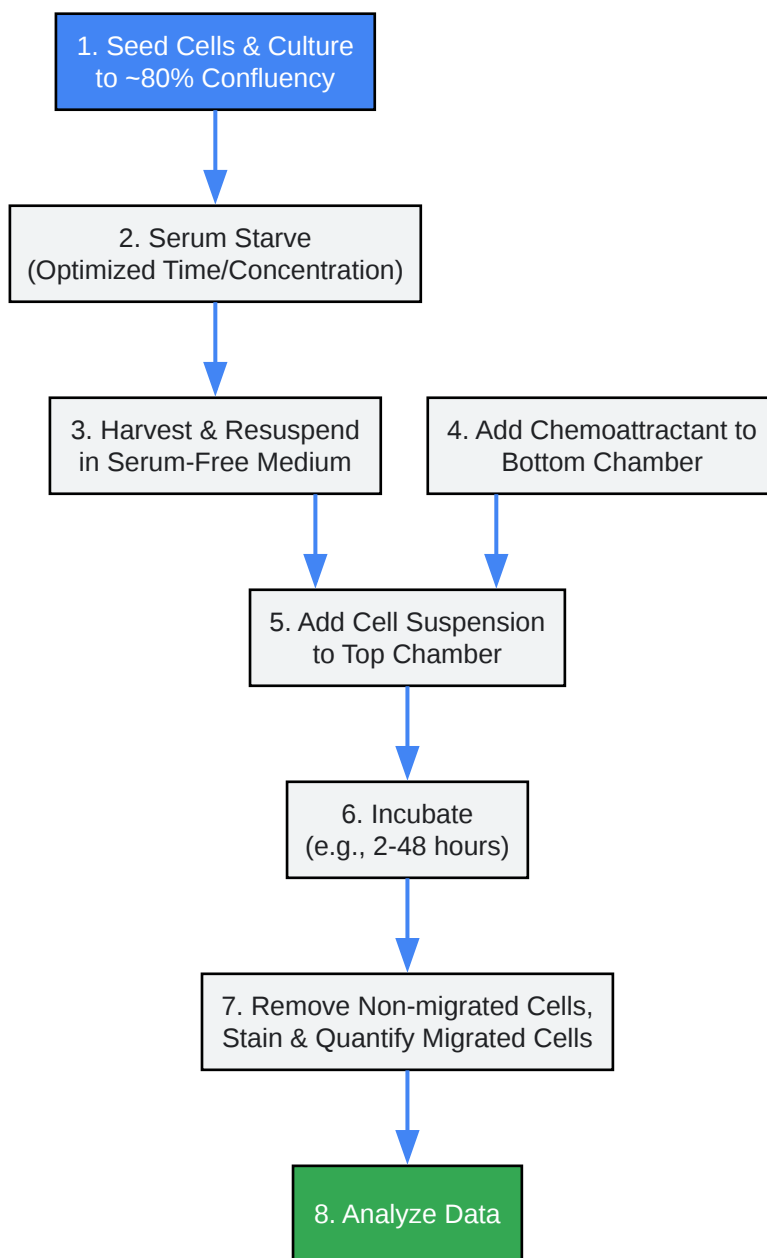 1. Seed Cells & Culture
to ~80% Confluency
2. Serum Starve
(Optimized Time/Concentration)
3. Harvest & Resuspend
in Serum-Free Medium
4. Add Chemoattractant to
Bottom Chamber
5. Add Cell Suspension
to Top Chamber
6. Incubate
(e.g., 2-48 hours)
7. Remove Non-migrated Cells,
Stain & Quantify Migrated Cells
8. Analyze Data